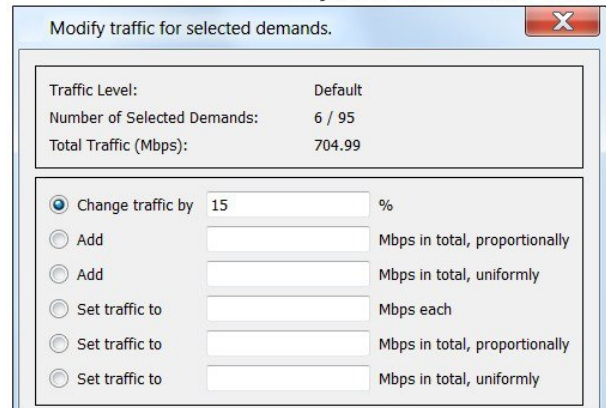 Modify traffic for selected demands.
X
Traffic Level: Default
Number of Selected Demands: 6 / 95
Total Traffic (Mbps): 704.99
Change traffic by 15 %
Add Mbps in total, proportionally
Add Mbps in total, uniformly
Set traffic to Mbps each
Set traffic to Mbps in total, proportionally
Set traffic to Mbps in total, uniformly